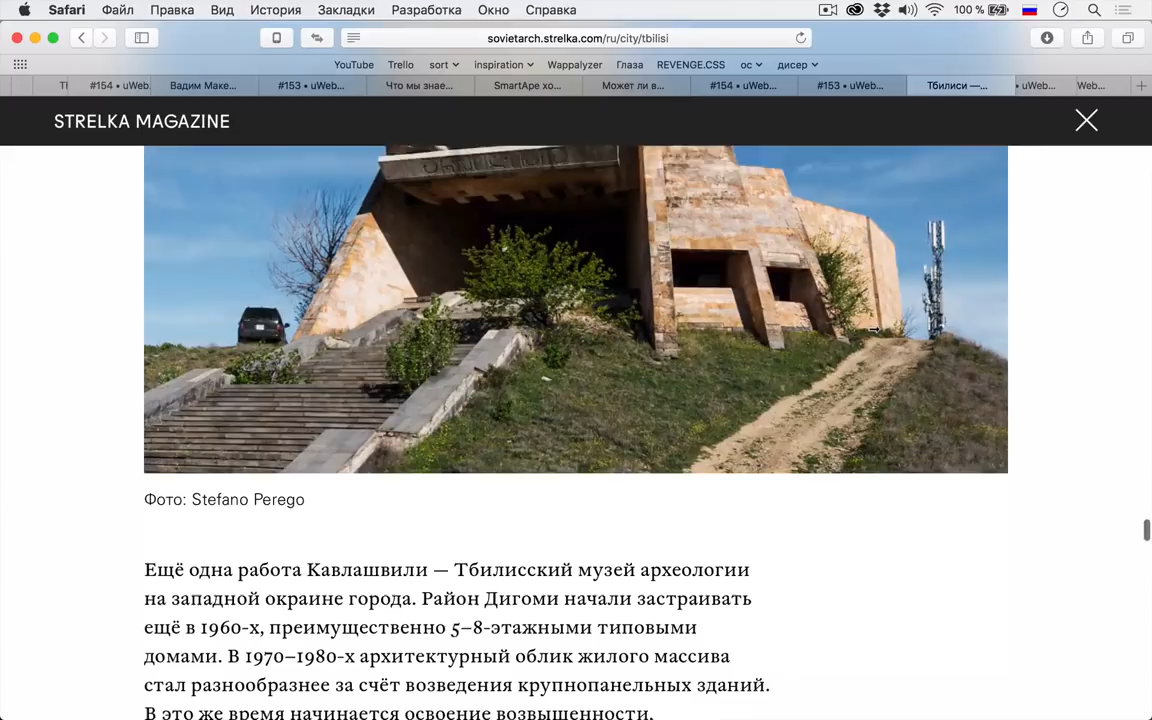 Safari Файл Правка Вид История Закладки Разработка Окно Справка 100 %
sovietarch.strelka.com/ru/city/tbilisi
YouTube Trello sort inspiration Wappalyzer Глаза REVENGE.CSS ос дисер
#154 • uWeb Вадим Маке... #153 • uWeb... Что мы знае... SmartApe хо... Может ли в... #154 • uWeb... #153 • uWeb... Тбилиси —... • uWeb... Web...
STRELKA MAGAZINE
Фото: Stefano Perego
Ещё одна работа Кавлашвили — Тбилисский музей археологии
на западной окраине города. Район Дигоми начали застраивать
ещё в 1960-х, преимущественно 5–8-этажными типовыми
домами. В 1970–1980-х архитектурный облик жилого массива
стал разнообразнее за счёт возведения крупнопанельных зданий.
В это же время начинается освоение возвышенности,